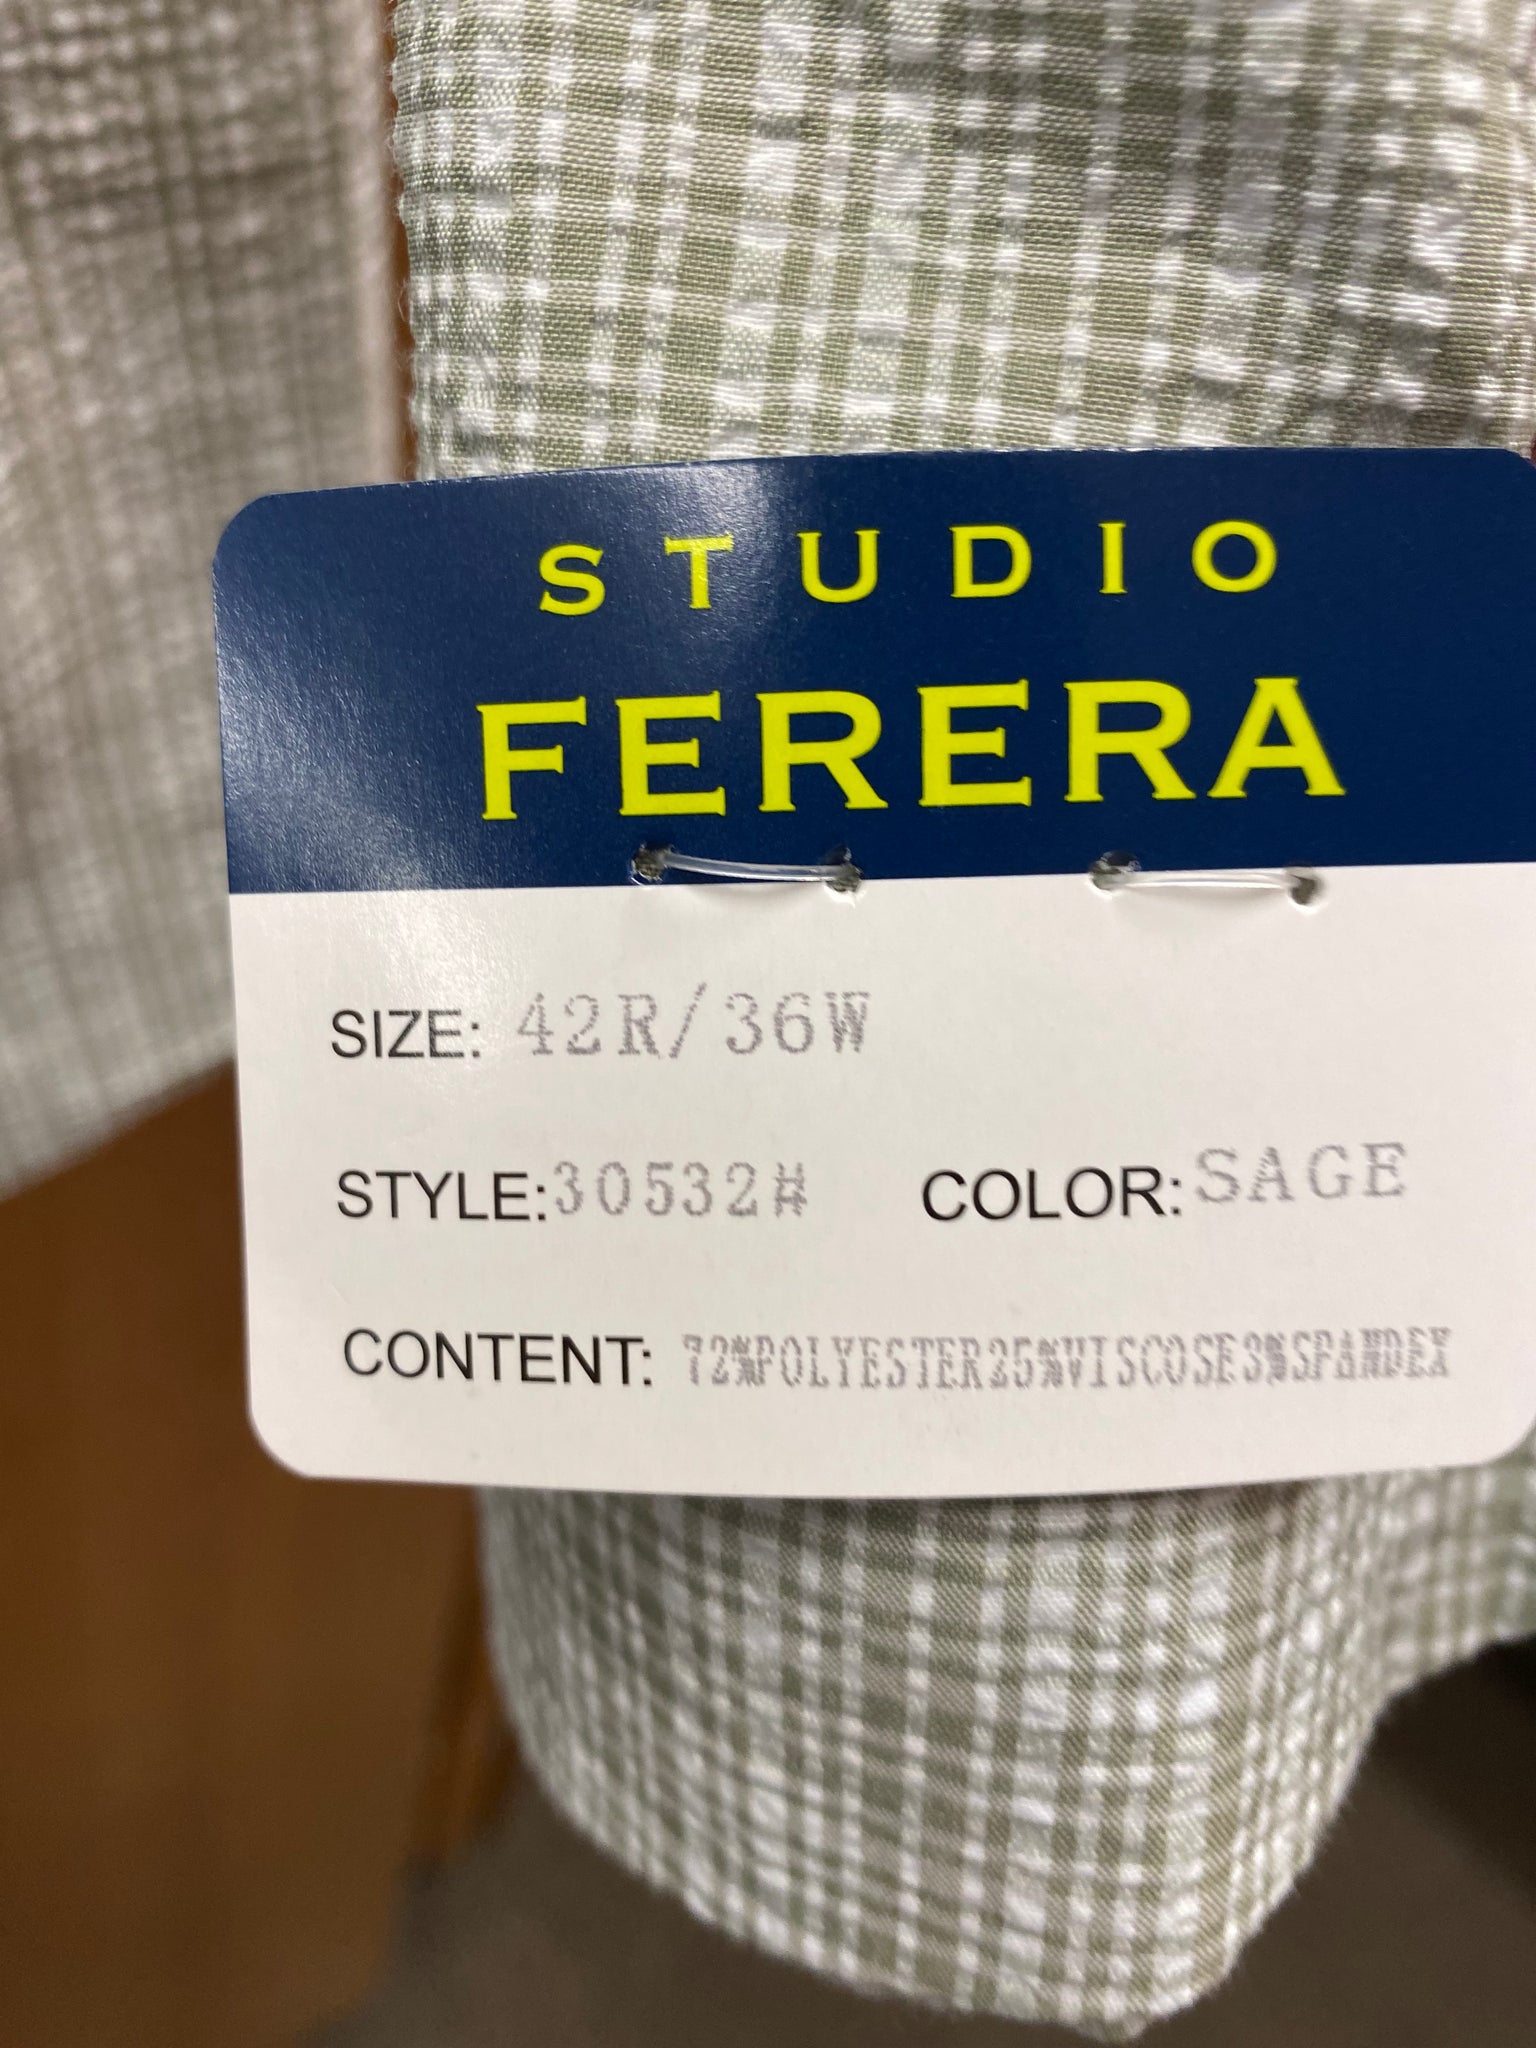 STUDIO
FERERA
SIZE: 42R/36W
STYLE:30532# COLOR:SAGE
CONTENT: 72%POLYESTER25%VISCOSE3%SPANDEX